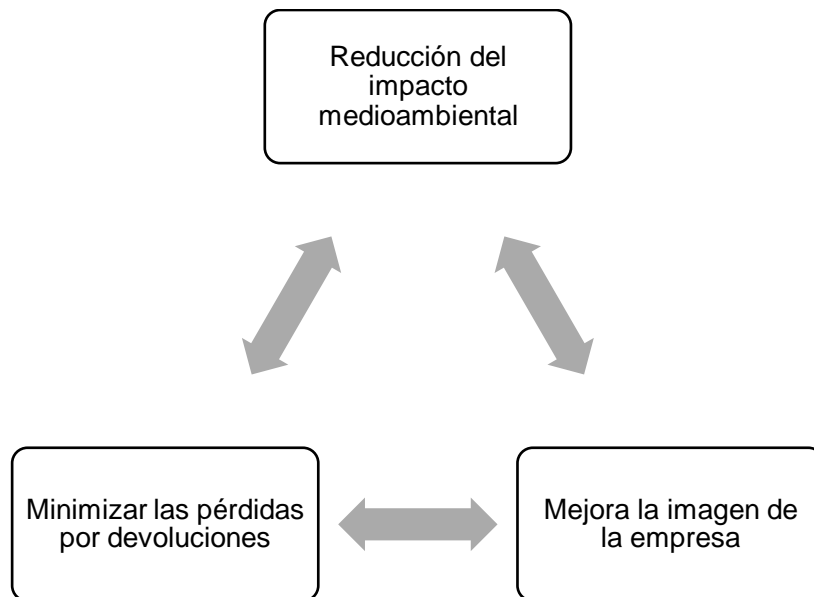 Reducción del
impacto
medioambiental
Minimizar las pérdidas
por devoluciones
Mejora la imagen de
la empresa